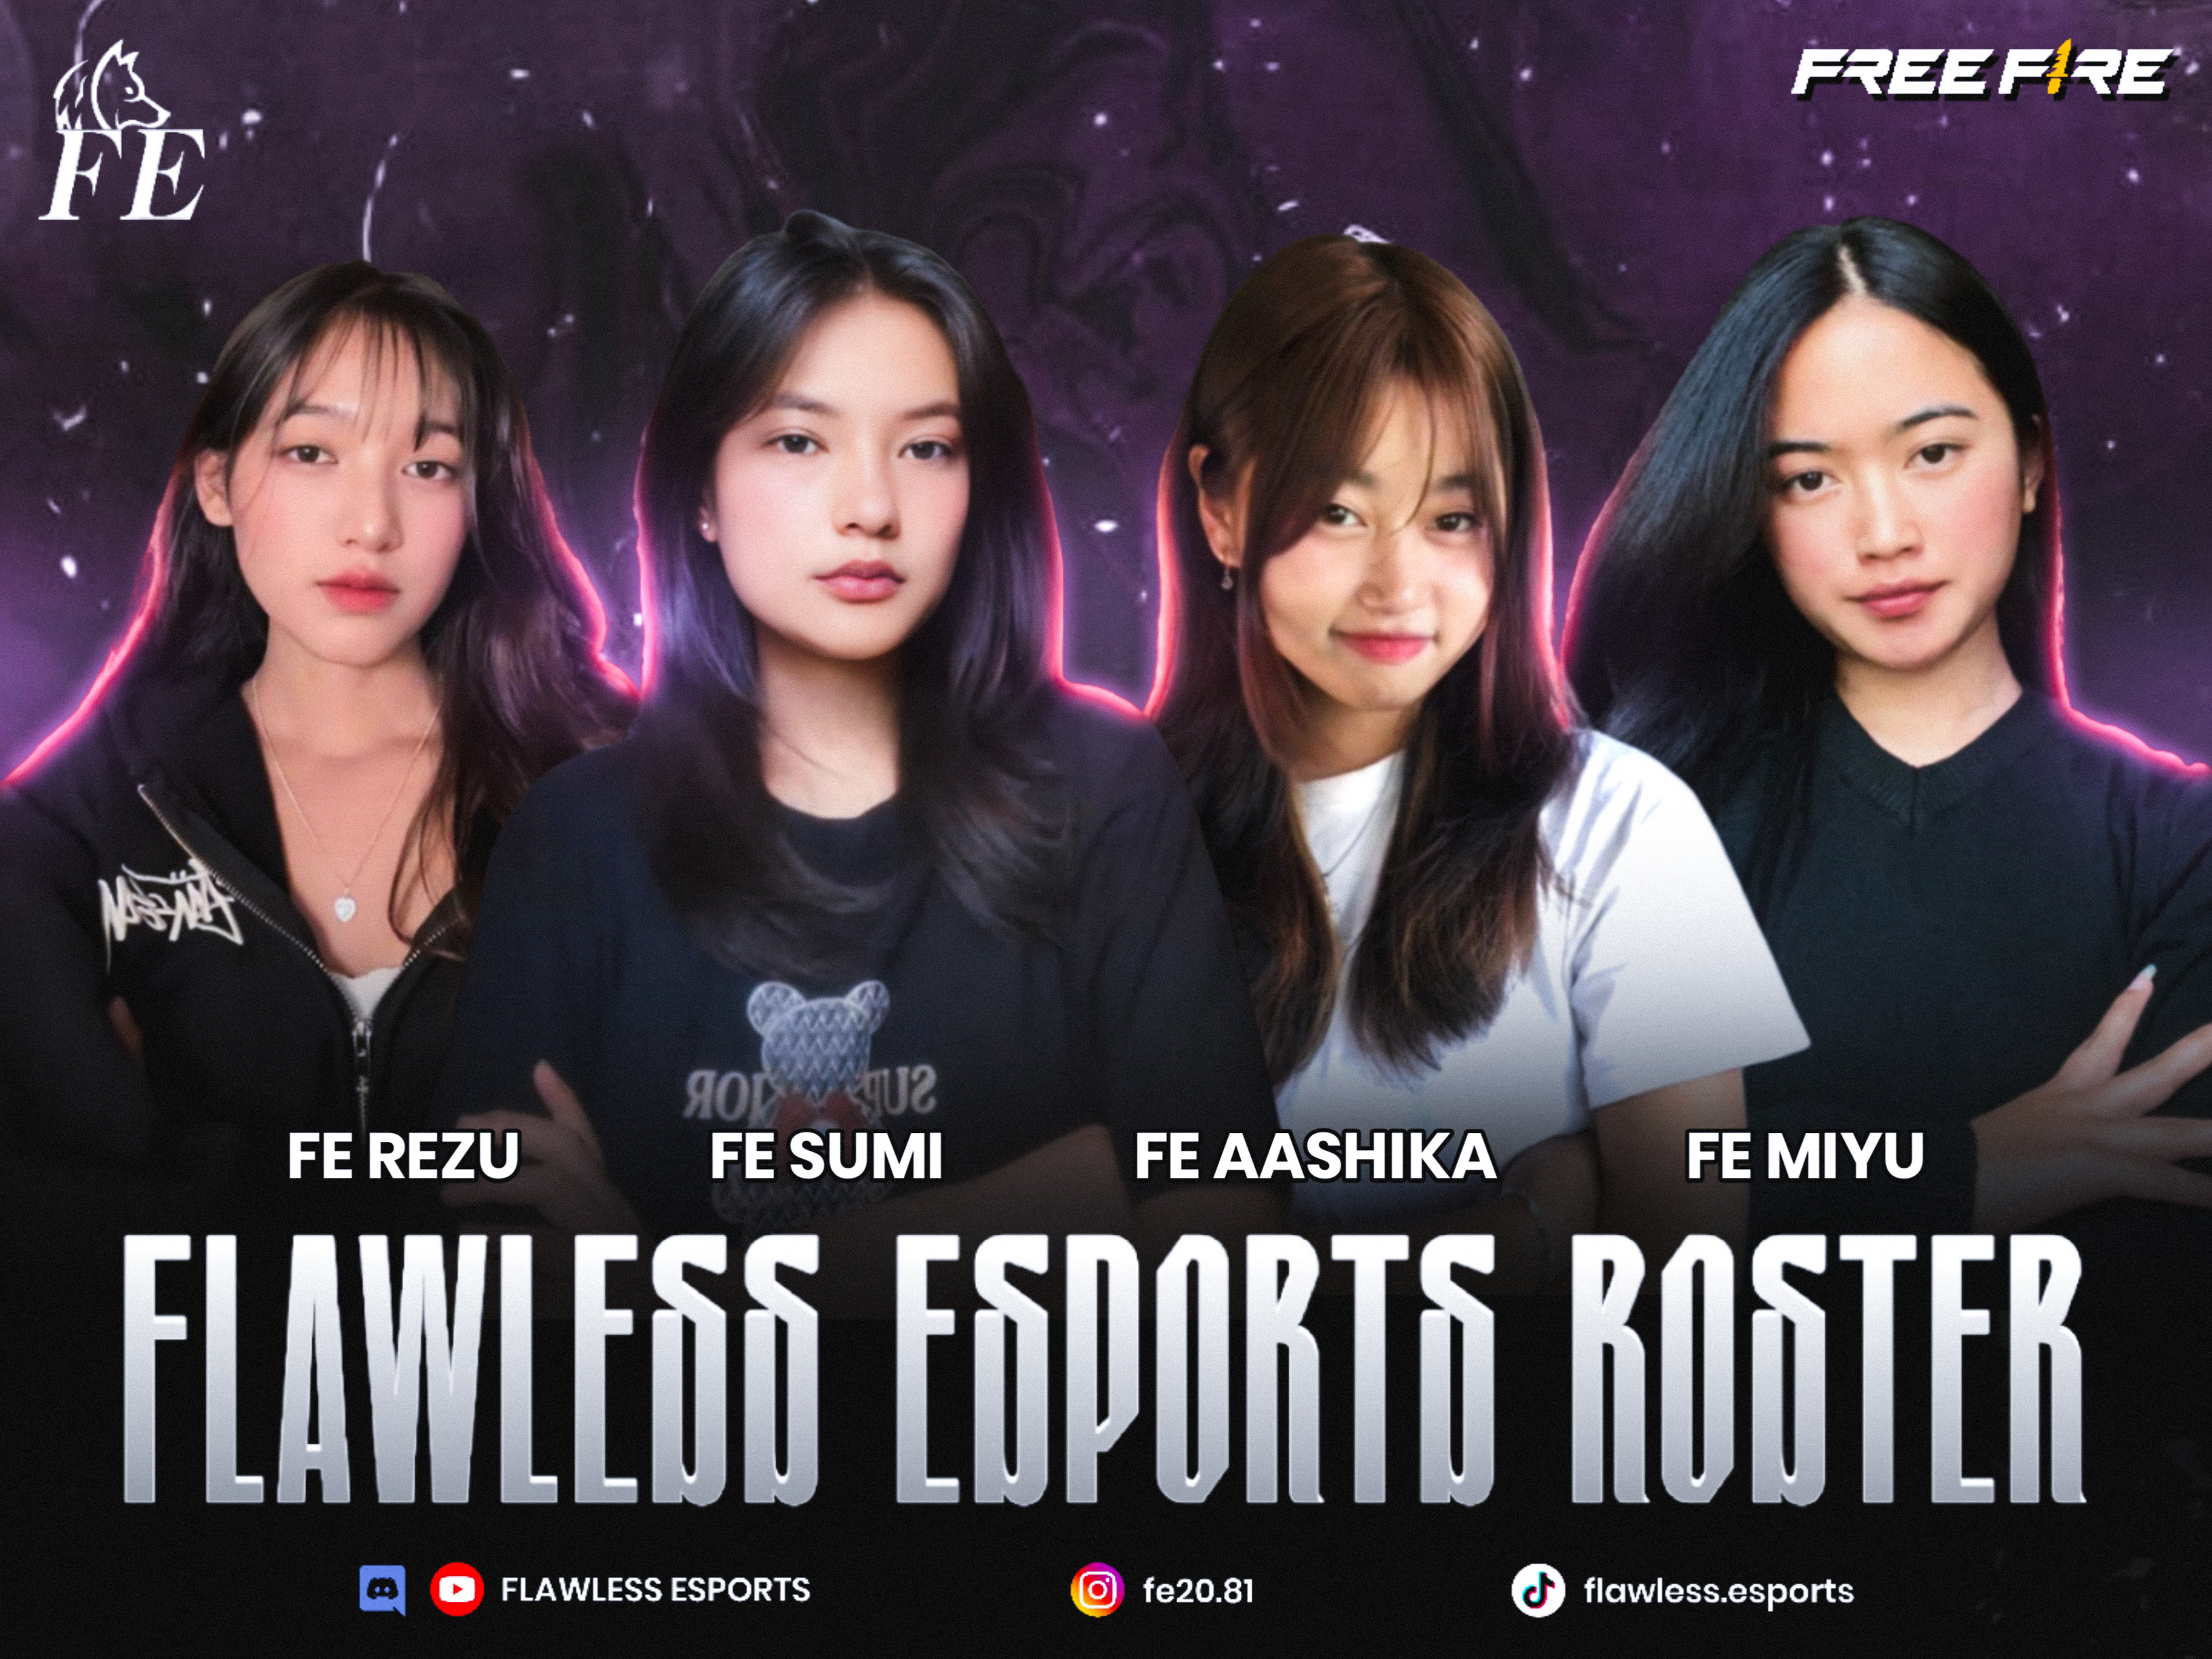 FE
FREE FIRE
SUPERIOR
FE REZU
FE SUMI
FE AASHIKA
FE MIYU
FLAWLESS ESPORTS ROSTER
FLAWLESS ESPORTS
fe20.81
flawless.esports